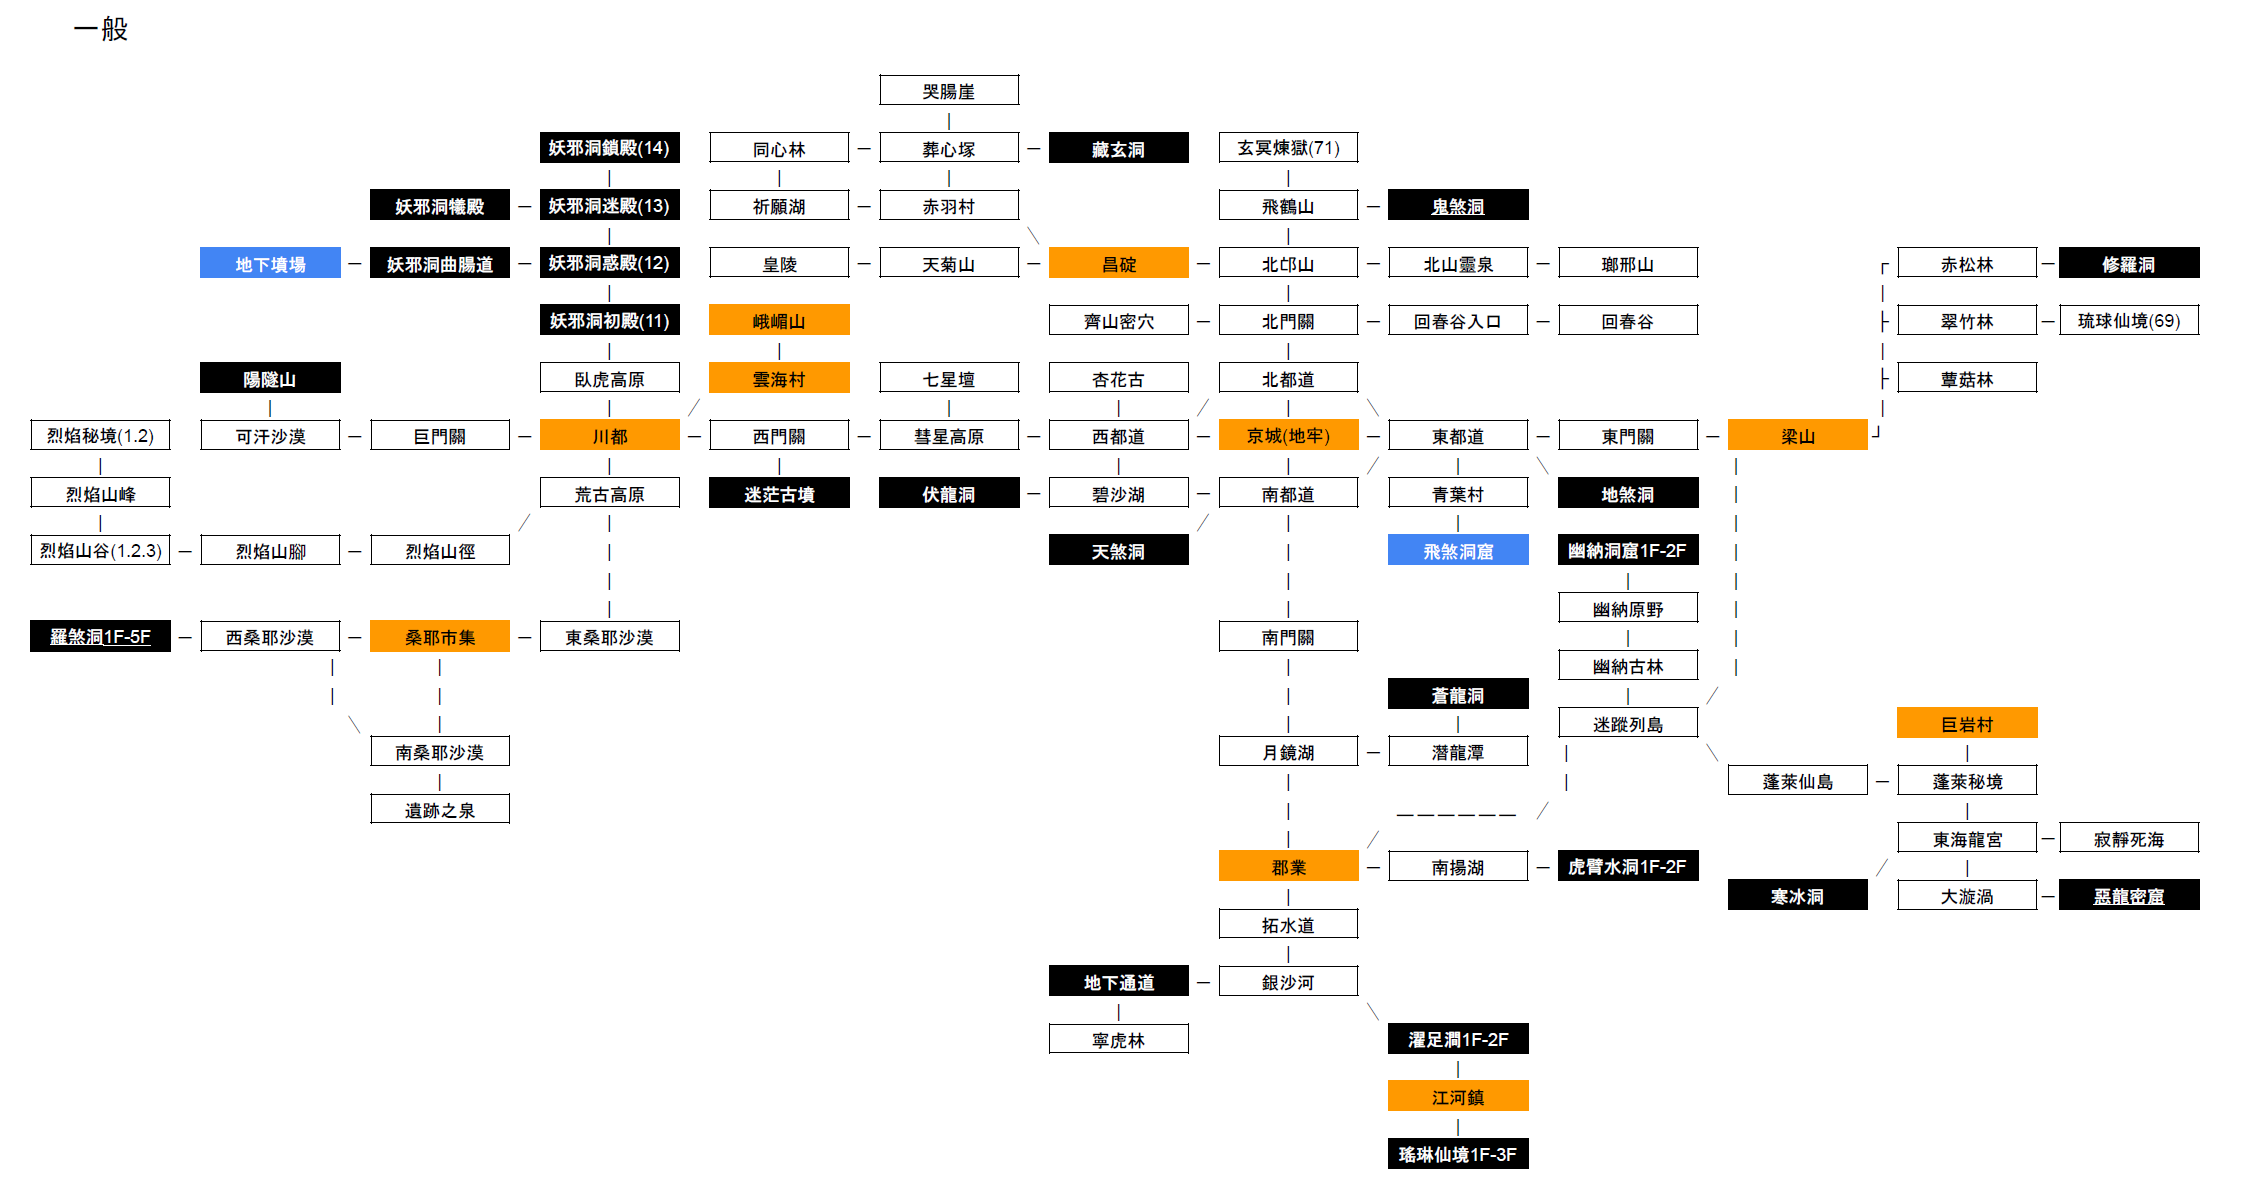 一般
哭腸崖
妖邪洞鎖殿(14)
同心林
葬心塚
藏玄洞
玄冥煉獄(71)
妖邪洞犧殿
妖邪洞迷殿(13)
祈願湖
赤羽村
飛鶴山
鬼煞洞
地下墳場
妖邪洞曲腸道
妖邪洞惑殿(12)
皇陵
天菊山
昌碇
北邙山
北山靈泉
瑯邢山
赤松林
修羅洞
妖邪洞初殿(11)
峨嵋山
齊山密穴
北門關
回春谷入口
回春谷
翠竹林
琉球仙境(69)
陽隧山
臥虎高原
雲海村
七星壇
杏花古
北都道
蕈菇林
烈焰秘境(1.2)
可汗沙漠
巨門關
川都
西門關
彗星高原
西都道
京城(地牢)
東都道
東門關
梁山
烈焰山峰
荒古高原
迷茫古墳
伏龍洞
碧沙湖
南都道
青葉村
地煞洞
烈焰山谷(1.2.3)
烈焰山腳
烈焰山徑
天煞洞
飛煞洞窟
幽納洞窟1F-2F
幽納原野
羅煞洞1F-5F
西桑耶沙漠
桑耶市集
東桑耶沙漠
南門關
幽納古林
蒼龍洞
迷蹤列島
巨岩村
南桑耶沙漠
月鏡湖
潛龍潭
蓬萊仙島
蓬萊秘境
遺跡之泉
東海龍宮
寂靜死海
郡業
南揚湖
虎臂水洞1F-2F
寒冰洞
大漩渦
惡龍密窟
拓水道
地下通道
銀沙河
寧虎林
濯足澗1F-2F
江河鎮
瑤琳仙境1F-3F